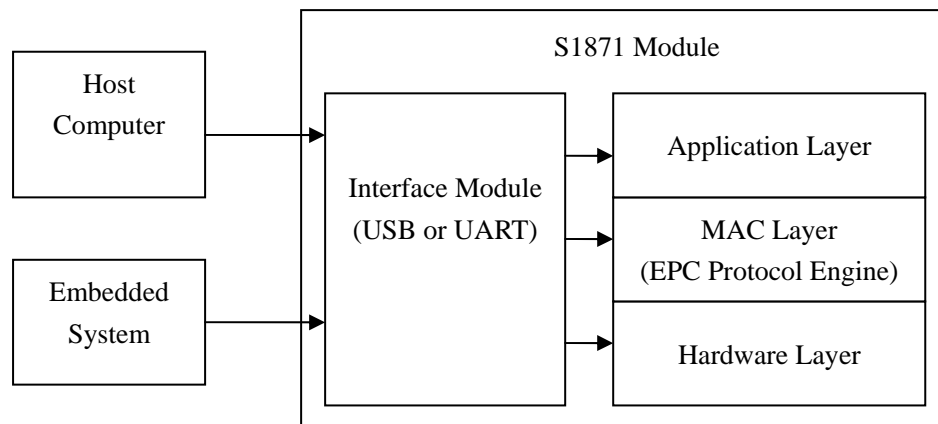 S1871 Module
Host
Computer
Embedded
System
Interface Module
(USB or UART)
Application Layer
MAC Layer
(EPC Protocol Engine)
Hardware Layer